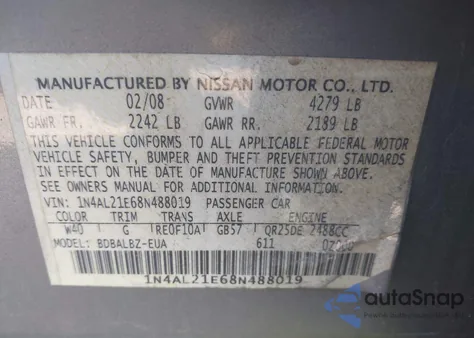 MANUFACTURED BY NISSAN MOTOR CO., LTD.
DATE 02/08 GVWR 4279 LB
GAWR FR. 2242 LB GAWR RR. 2189 LB
THIS VEHICLE CONFORMS TO ALL APPLICABLE FEDERAL MOTOR
VEHICLE SAFETY, BUMPER AND THEFT PREVENTION STANDARDS
IN EFFECT ON THE DATE OF MANUFACTURE SHOWN ABOVE.
SEE OWNERS MANUAL FOR ADDITIONAL INFORMATION.
VIN: 1N4AL21E68N488019 PASSENGER CAR
COLOR TRIM TRANS AXLE ENGINE
W40 G RE0F10A GB57 QR25DE 2488CC
MODEL: BDBALBZ-EUA 611
1N4AL21E68N488019
autoSnap